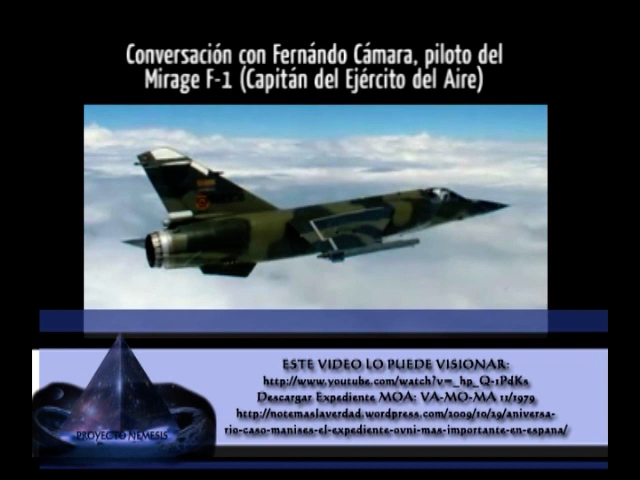 Conversación con Fernándo Cámara, piloto del
Mirage F-1 (Capitán del Ejército del Aire)
PROYECTO NEMESIS
ESTE VIDEO LO PUEDE VISIONAR:
http://www.youtube.com/watch?v=_hp_Q-1PdKs
Descargar Expediente MOA: VA-MO-MA 11/1979
http://notemaslaverdad.wordpress.com/2009/10/29/aniversa-
rio-caso-manises-el-expediente-ovni-mas-importante-en-espana/